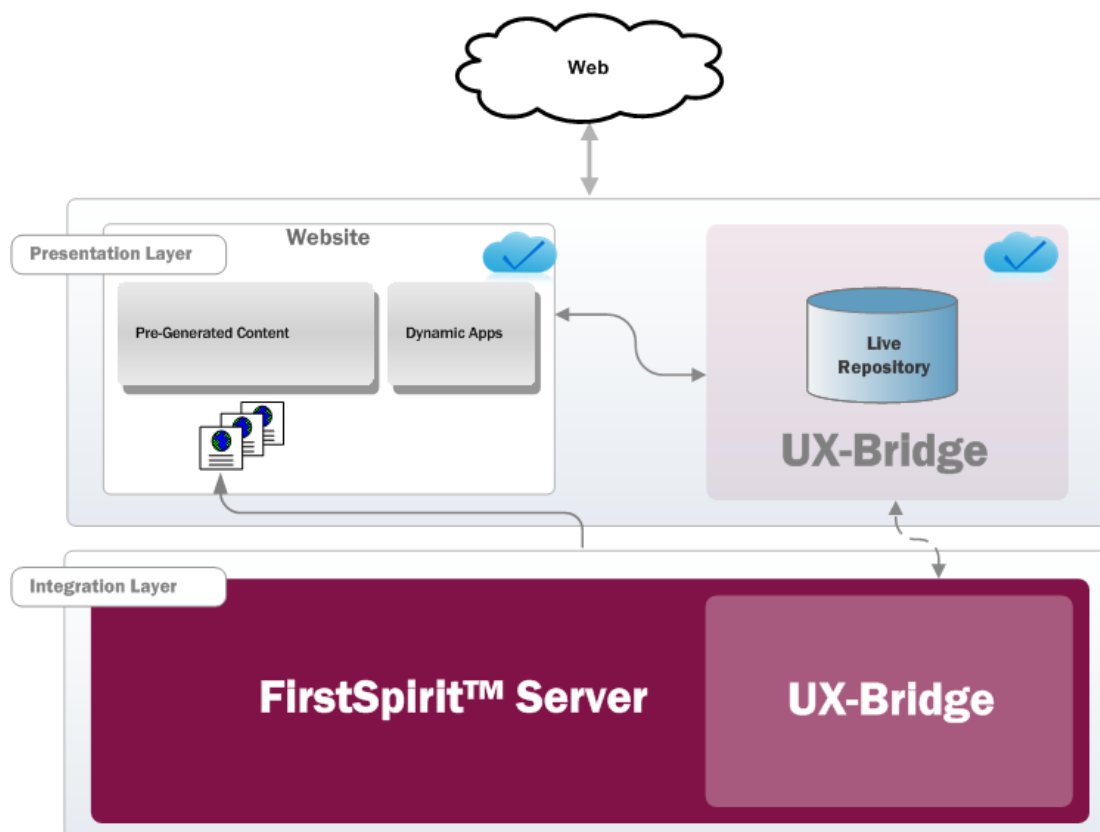 Web
Website
Presentation Layer
Pre-Generated Content
Dynamic Apps
Live
Repository
UX-Bridge
Integration Layer
FirstSpirit™ Server
UX-Bridge